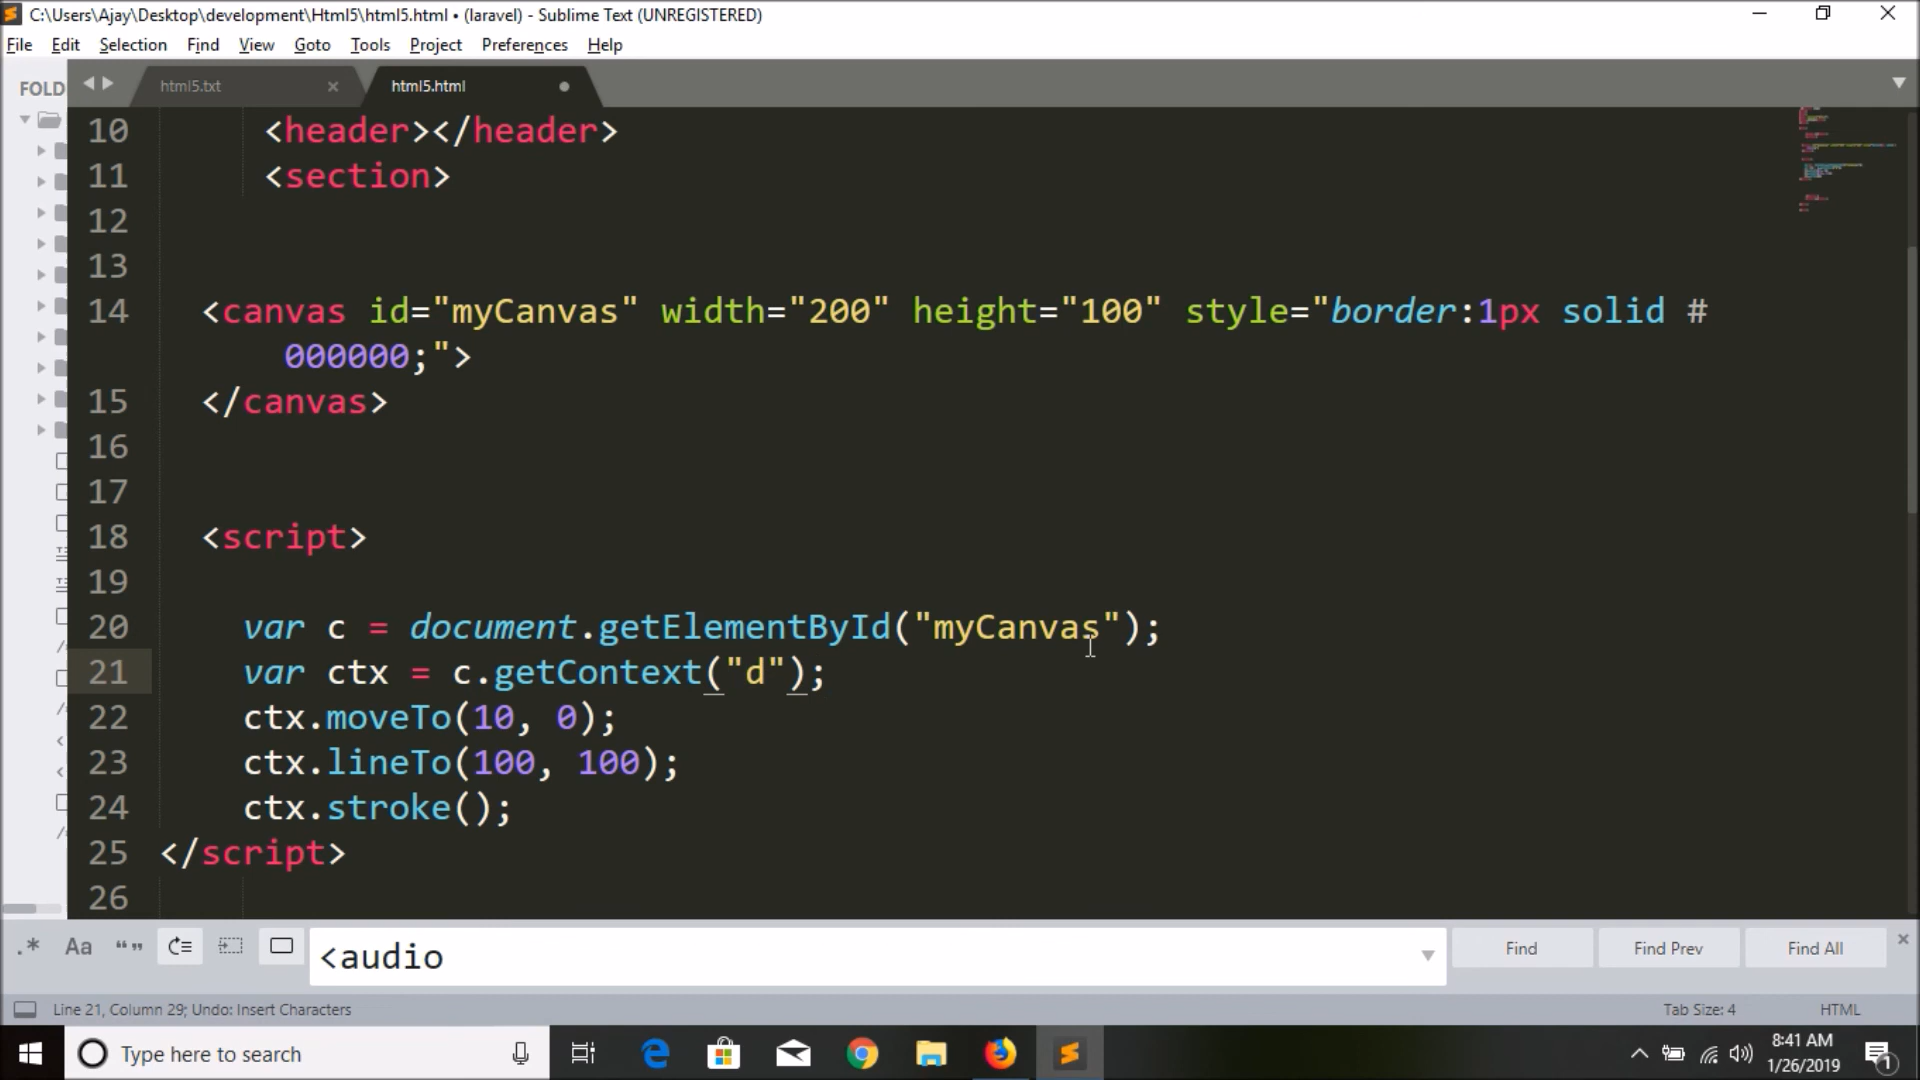 C:\Users\Ajay\Desktop\development\Html5\html5.html • (laravel) - Sublime Text (UNREGISTERED)
File Edit Selection Find View Goto Tools Project Preferences Help
FOLD
html5.txt
html5.html
10 <header></header>
11 <section>
12
13
14 <canvas id="myCanvas" width="200" height="100" style="border:1px solid #
000000;">
15 </canvas>
16
17
18 <script>
19
20 var c = document.getElementById("myCanvas");
21 var ctx = c.getContext("d");
22 ctx.moveTo(10, 0);
23 ctx.lineTo(100, 100);
24 ctx.stroke();
25 </script>
26
.* Aa “” <audio Find Find Prev Find All
Line 21, Column 29; Undo: Insert Characters Tab Size: 4 HTML
Type here to search
8:41 AM
1/26/2019
1